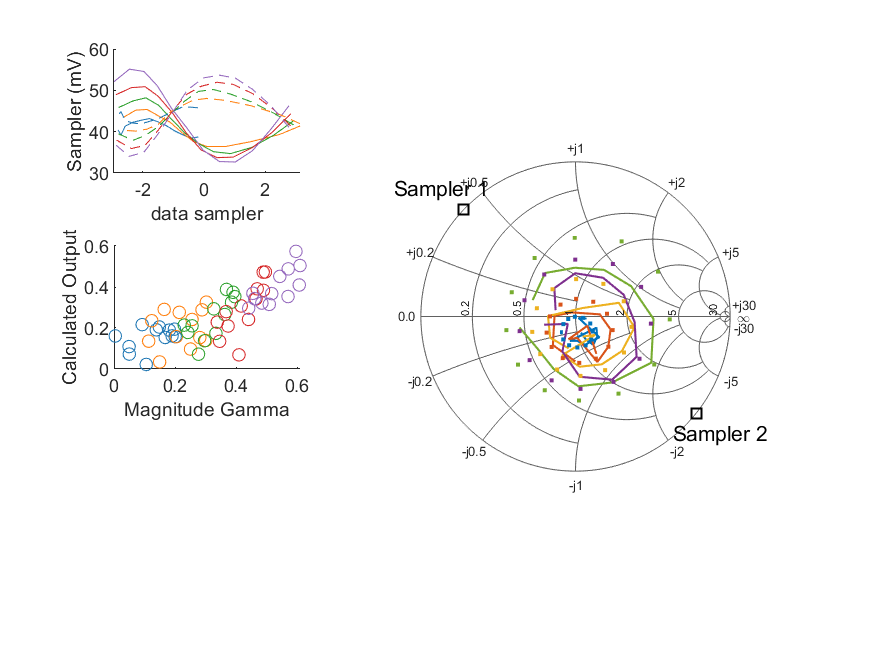 60
50
40
30
Sampler (mV)
-2 0 2
data sampler
0.6
0.4
0.2
0
Calculated Output
0 0.2 0.4 0.6
Magnitude Gamma
+j1
+j0.5
+j2
Sampler 1
+j0.2
+j5
0.0
0.2
0.5
1
2
5
30
+j30
∞
-j30
-j0.2
-j5
-j0.5
-j2
Sampler 2
-j1